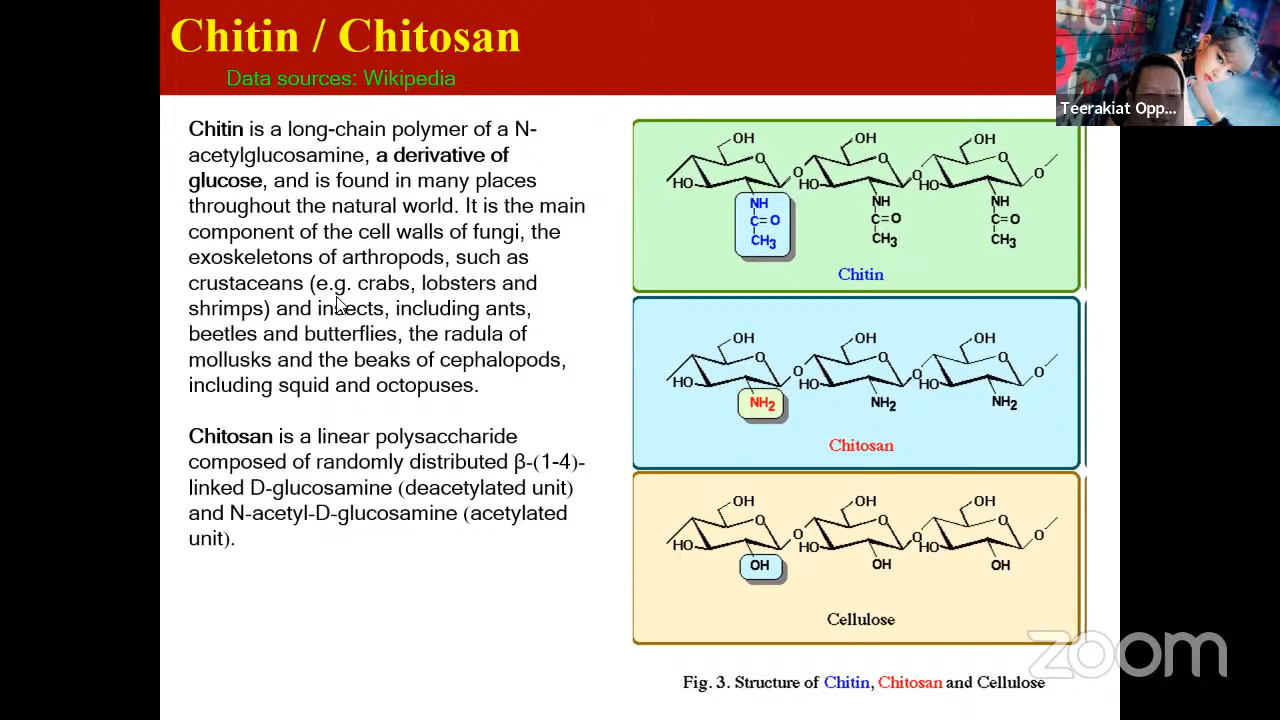 Chitin / Chitosan
Data sources: Wikipedia
Teerakiat Opp...
Chitin is a long-chain polymer of a N-
acetylglucosamine, a derivative of
glucose, and is found in many places
throughout the natural world. It is the main
component of the cell walls of fungi, the
exoskeletons of arthropods, such as
crustaceans (e.g. crabs, lobsters and
shrimps) and insects, including ants,
beetles and butterflies, the radula of
mollusks and the beaks of cephalopods,
including squid and octopuses.
Chitosan is a linear polysaccharide
composed of randomly distributed β-(1-4)-
linked D-glucosamine (deacetylated unit)
and N-acetyl-D-glucosamine (acetylated
unit).
OH OH OH
O O O O O O
HO HO HO
NH NH NH
C=O C=O C=O
CH3 CH3 CH3
Chitin
OH OH OH
O O O O O O
HO HO HO
NH2 NH2 NH2
Chitosan
OH OH OH
O O O O O O
HO HO HO
OH OH OH
Cellulose
Fig. 3. Structure of Chitin, Chitosan and Cellulose
zoom